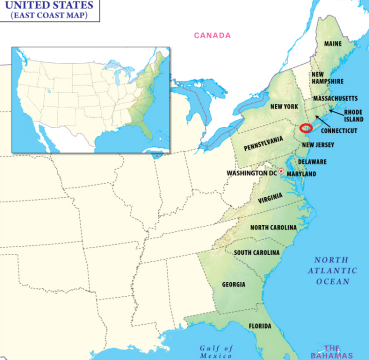 UNITED STATES
(EAST COAST MAP)
CANADA
MAINE
NEW
HAMPSHIRE
MASSACHUSETTS
NEW YORK
RHODE
ISLAND
CONNECTICUT
PENNSYLVANIA
NEW JERSEY
DELAWARE
WASHINGTON DC
MARYLAND
VIRGINIA
NORTH CAROLINA
SOUTH CAROLINA
NORTH
ATLANTIC
OCEAN
GEORGIA
FLORIDA
Gulf of
Mexico
THE
BAHAMAS